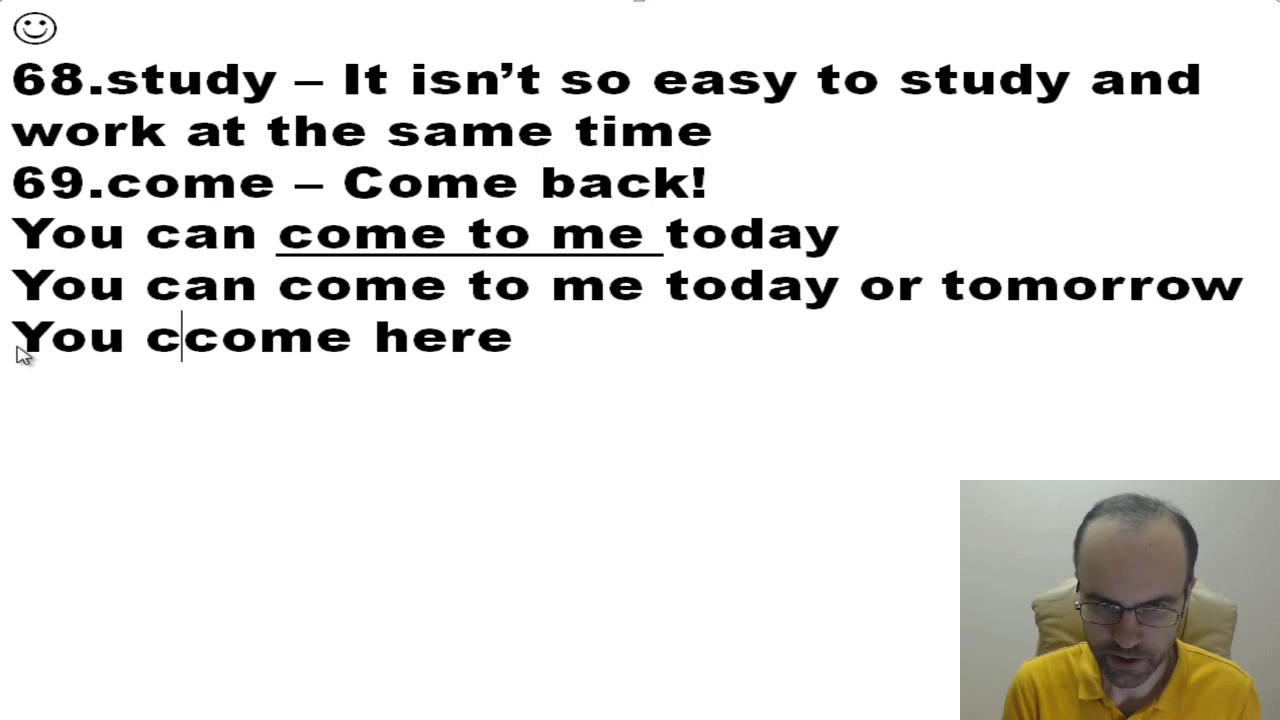 68.study – It isn't so easy to study and
work at the same time
69.come – Come back!
You can come to me today
You can come to me today or tomorrow
You ccome here